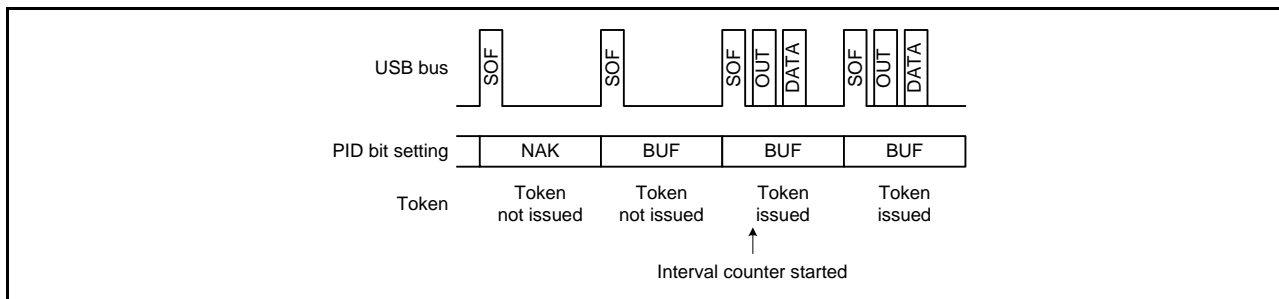 USB bus
SOF
SOF
SOF
OUT
DATA
SOF
OUT
DATA
PID bit setting
NAK
BUF
BUF
BUF
Token
Token
not issued
Token
not issued
Token
issued
Token
issued
Interval counter started